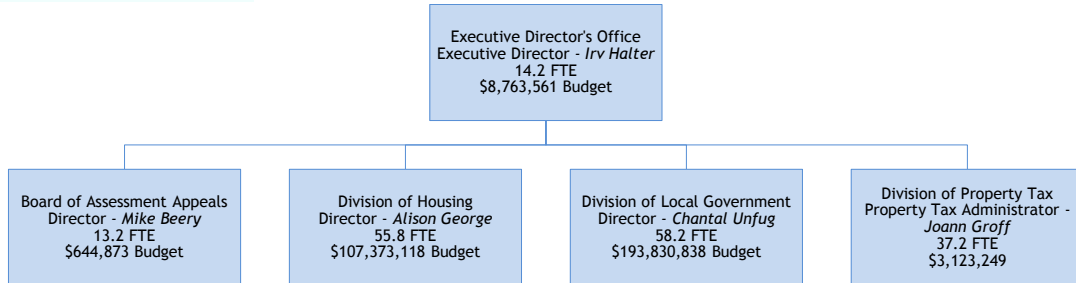 Executive Director's Office
Executive Director - Irv Halter
14.2 FTE
$8,763,561 Budget
Board of Assessment Appeals
Director - Mike Beery
13.2 FTE
$644,873 Budget
Division of Housing
Director - Alison George
55.8 FTE
$107,373,118 Budget
Division of Local Government
Director - Chantal Unfug
58.2 FTE
$193,830,838 Budget
Division of Property Tax
Property Tax Administrator -
Joann Groff
37.2 FTE
$3,123,249